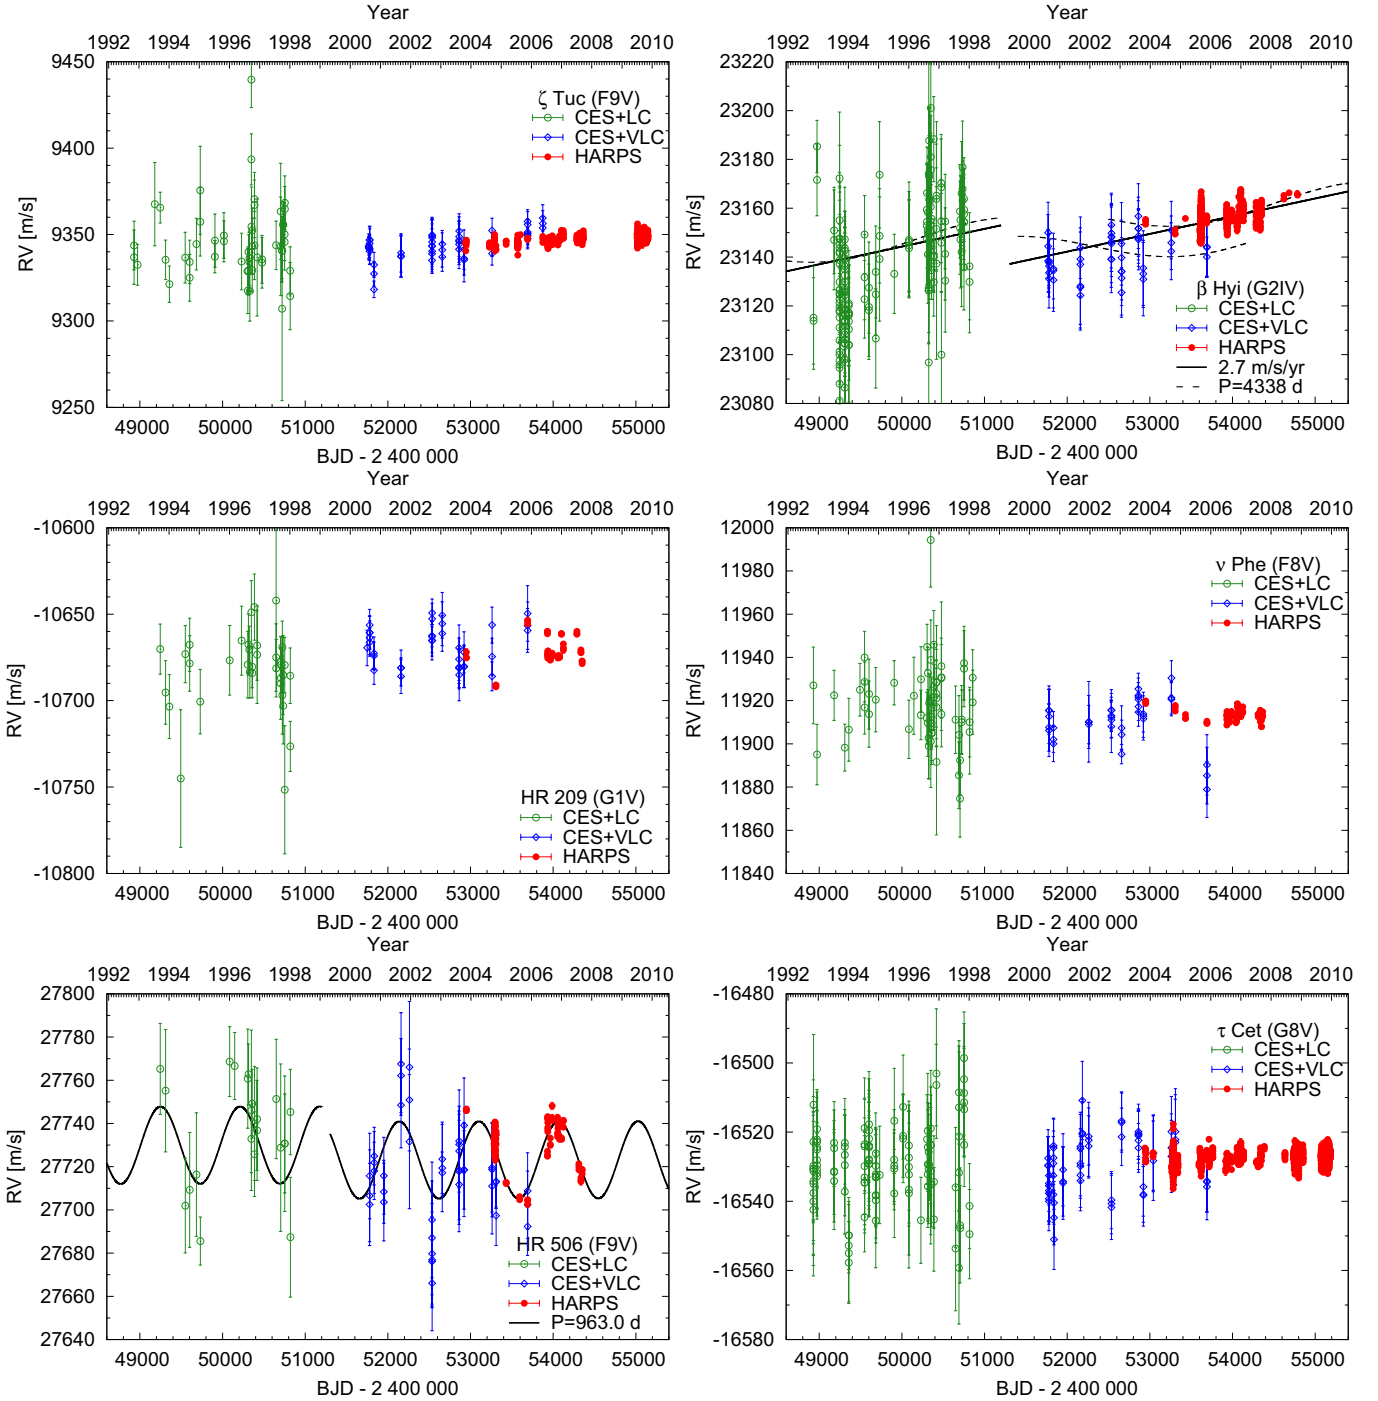 Year
1992 1994 1996 1998 2000 2002 2004 2006 2008 2010
9450
9400
9350
9300
9250
RV [m/s]
ζ Tuc (F9V)
CES+LC
CES+VLC
HARPS
49000 50000 51000 52000 53000 54000 55000
BJD - 2 400 000
Year
1992 1994 1996 1998 2000 2002 2004 2006 2008 2010
23220
23200
23180
23160
23140
23120
23100
23080
RV [m/s]
β Hyi (G2IV)
CES+LC
CES+VLC
HARPS
2.7 m/s/yr
P=4338 d
49000 50000 51000 52000 53000 54000 55000
BJD - 2 400 000
Year
1992 1994 1996 1998 2000 2002 2004 2006 2008 2010
-10600
-10650
-10700
-10750
-10800
RV [m/s]
HR 209 (G1V)
CES+LC
CES+VLC
HARPS
49000 50000 51000 52000 53000 54000 55000
BJD - 2 400 000
Year
1992 1994 1996 1998 2000 2002 2004 2006 2008 2010
12000
11980
11960
11940
11920
11900
11880
11860
11840
RV [m/s]
ν Phe (F8V)
CES+LC
CES+VLC
HARPS
49000 50000 51000 52000 53000 54000 55000
BJD - 2 400 000
Year
1992 1994 1996 1998 2000 2002 2004 2006 2008 2010
27800
27780
27760
27740
27720
27700
27680
27660
27640
RV [m/s]
HR 506 (F9V)
CES+LC
CES+VLC
HARPS
P=963.0 d
49000 50000 51000 52000 53000 54000 55000
BJD - 2 400 000
Year
1992 1994 1996 1998 2000 2002 2004 2006 2008 2010
-16480
-16500
-16520
-16540
-16560
-16580
RV [m/s]
τ Cet (G8V)
CES+LC
CES+VLC
HARPS
49000 50000 51000 52000 53000 54000 55000
BJD - 2 400 000